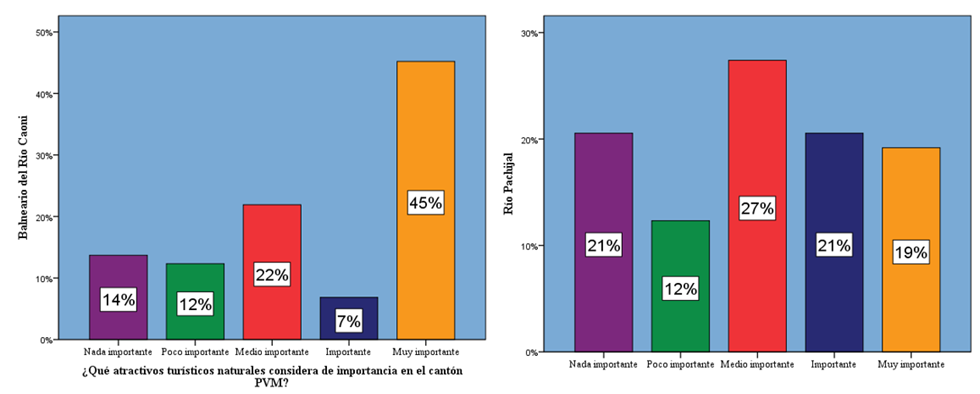 Balneario del Río Caoni
50%
40%
30%
20%
10%
0%
14%
12%
22%
7%
45%
Nada importante
Poco importante
Medio importante
Importante
Muy importante
¿Qué atractivos turísticos naturales considera de importancia en el cantón
PVM?
Río Pachijal
30%
20%
10%
0%
21%
12%
27%
21%
19%
Nada importante
Poco importante
Medio importante
Importante
Muy importante